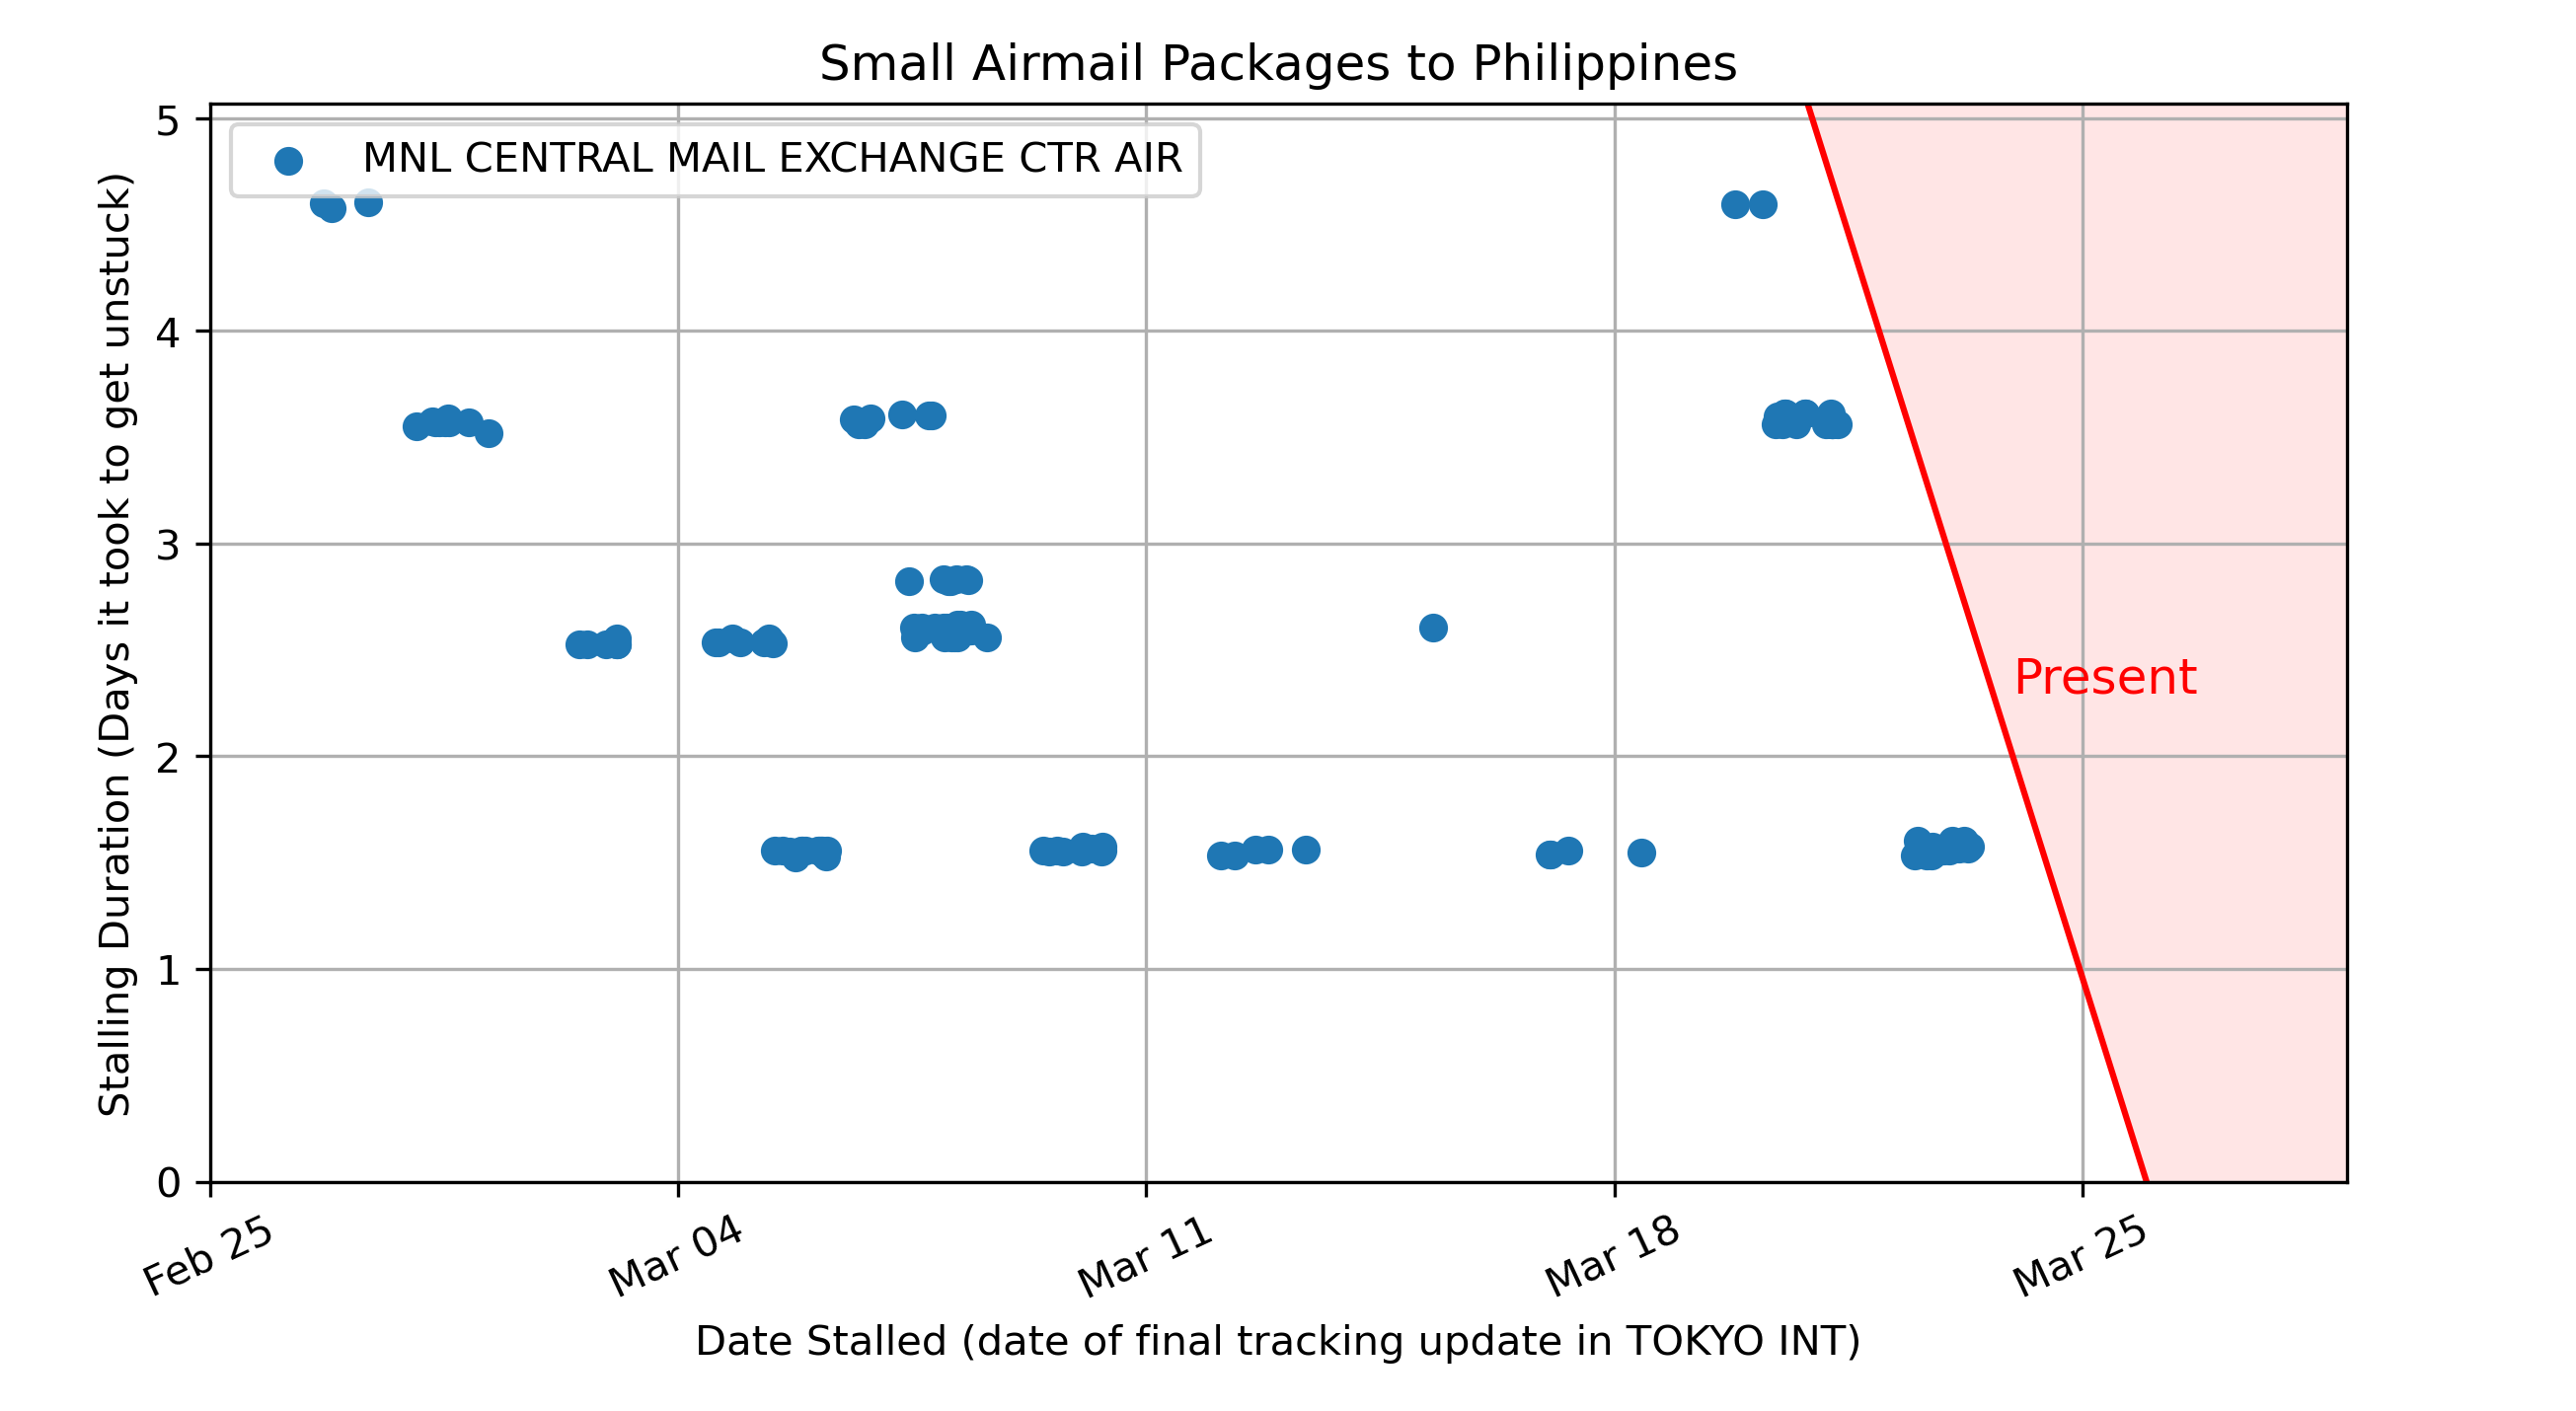 Small Airmail Packages to Philippines
MNL CENTRAL MAIL EXCHANGE CTR AIR
Stalling Duration (Days it took to get unstuck)
5
4
3
2
1
0
Present
Feb 25
Mar 04
Mar 11
Mar 18
Mar 25
Date Stalled (date of final tracking update in TOKYO INT)